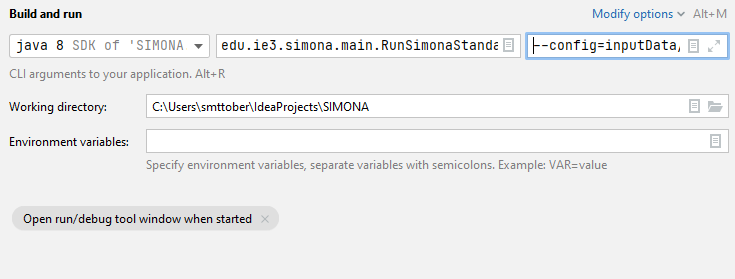 Build and run
Modify options Alt+M
java 8 SDK of 'SIMONA edu.ie3.simona.main.RunSimonaStanda --config=inputData/
CLI arguments to your application. Alt+R
Working directory: C:\Users\smttober\IdeaProjects\SIMONA
Environment variables:
Specify environment variables, separate variables with semicolons. Example: VAR=value
Open run/debug tool window when started